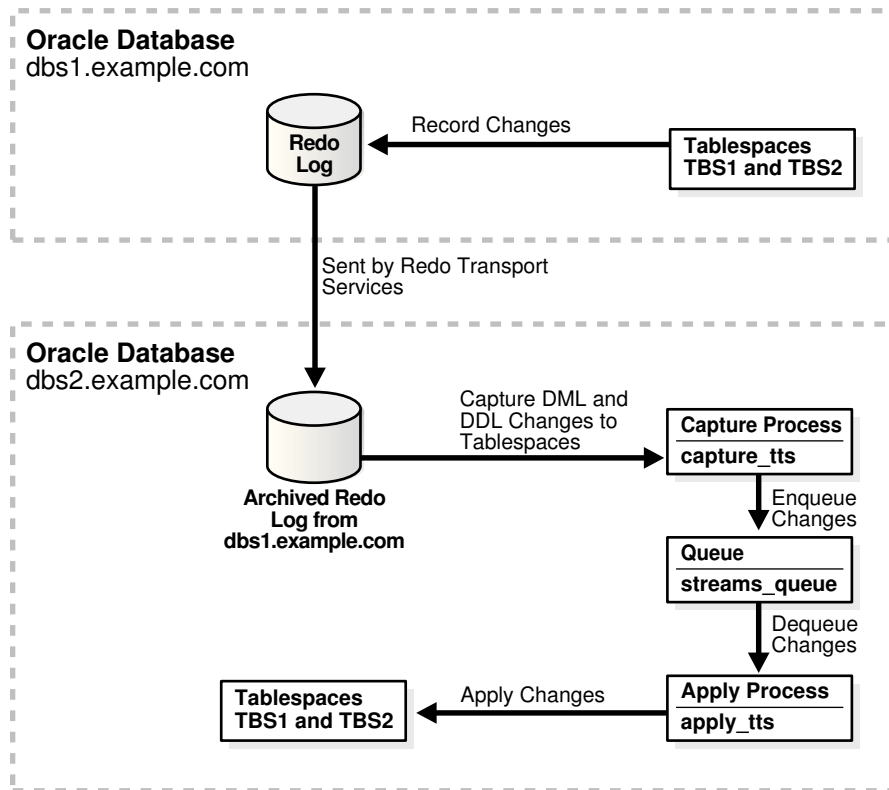 Oracle Database
dbs1.example.com
Redo
Log
Record Changes
Tablespaces
TBS1 and TBS2
Sent by Redo Transport
Services
Oracle Database
dbs2.example.com
Archived Redo
Log from
dbs1.example.com
Capture DML and
DDL Changes to
Tablespaces
Capture Process
capture_tts
Enqueue
Changes
Queue
streams_queue
Dequeue
Changes
Apply Process
apply_tts
Apply Changes
Tablespaces
TBS1 and TBS2